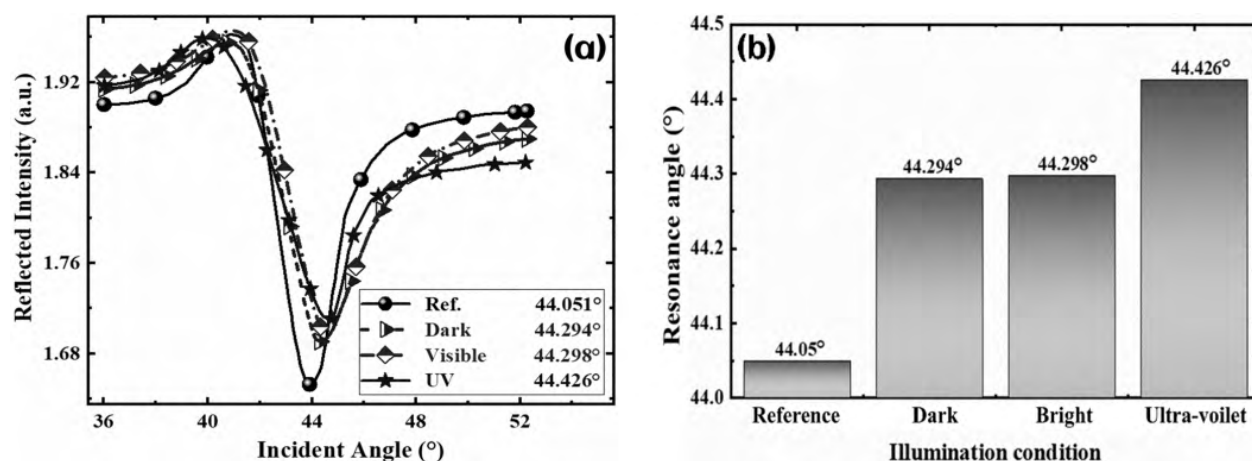 (a)
Reflected Intensity (a.u.)
1.92
1.84
1.76
1.68
36
40
44
48
52
Incident Angle (°)
Ref. 44.051°
Dark 44.294°
Visible 44.298°
UV 44.426°
(b)
Resonance angle (°)
44.5
44.4
44.3
44.2
44.1
44.0
44.05°
44.294°
44.298°
44.426°
Reference
Dark
Bright
Ultra-voilet
Illumination condition